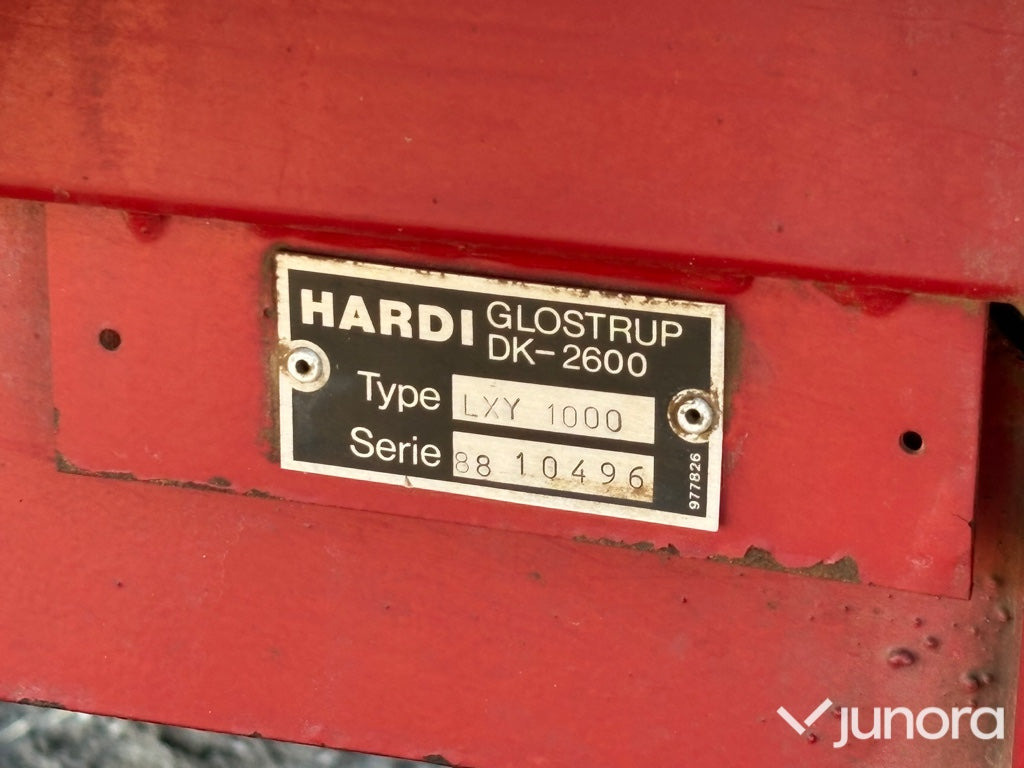 HARDI GLOSTRUP
DK-2600
Type LXY 1000
Serie 88 10496
977826
junora